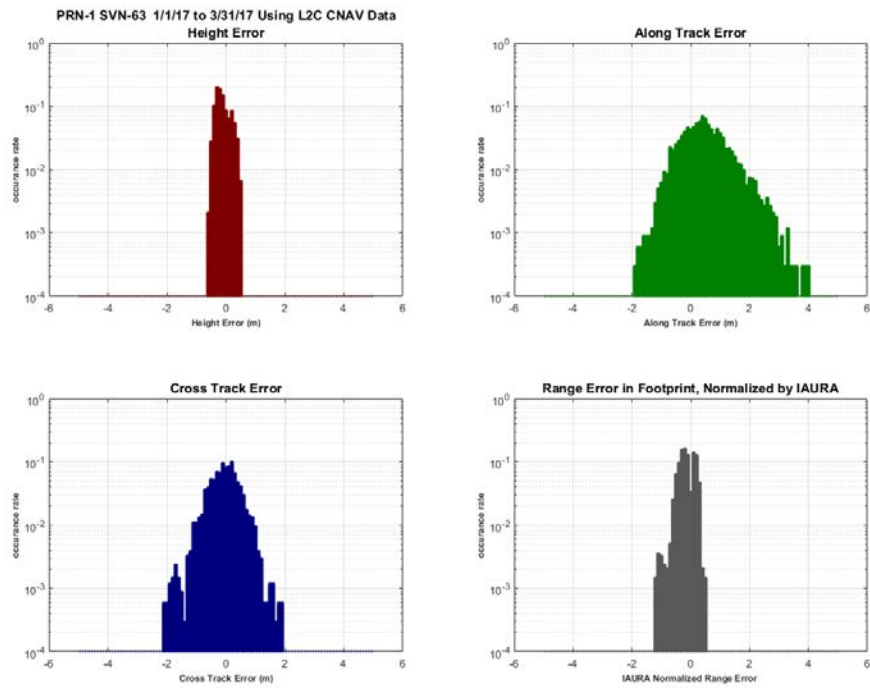 PRN-1 SVN-63 1/1/17 to 3/31/17 Using L2C CNAV Data
Height Error
10^0
10^-1
10^-2
10^-3
10^-4
occurance rate
-6 -4 -2 0 2 4 6
Height Error (m)
Along Track Error
10^0
10^-1
10^-2
10^-3
10^-4
occurance rate
-6 -4 -2 0 2 4 6
Along Track Error (m)
Cross Track Error
10^0
10^-1
10^-2
10^-3
10^-4
occurance rate
-6 -4 -2 0 2 4 6
Cross Track Error (m)
Range Error in Footprint, Normalized by IAURA
10^0
10^-1
10^-2
10^-3
10^-4
occurance rate
-6 -4 -2 0 2 4 6
IAURA Normalized Range Error